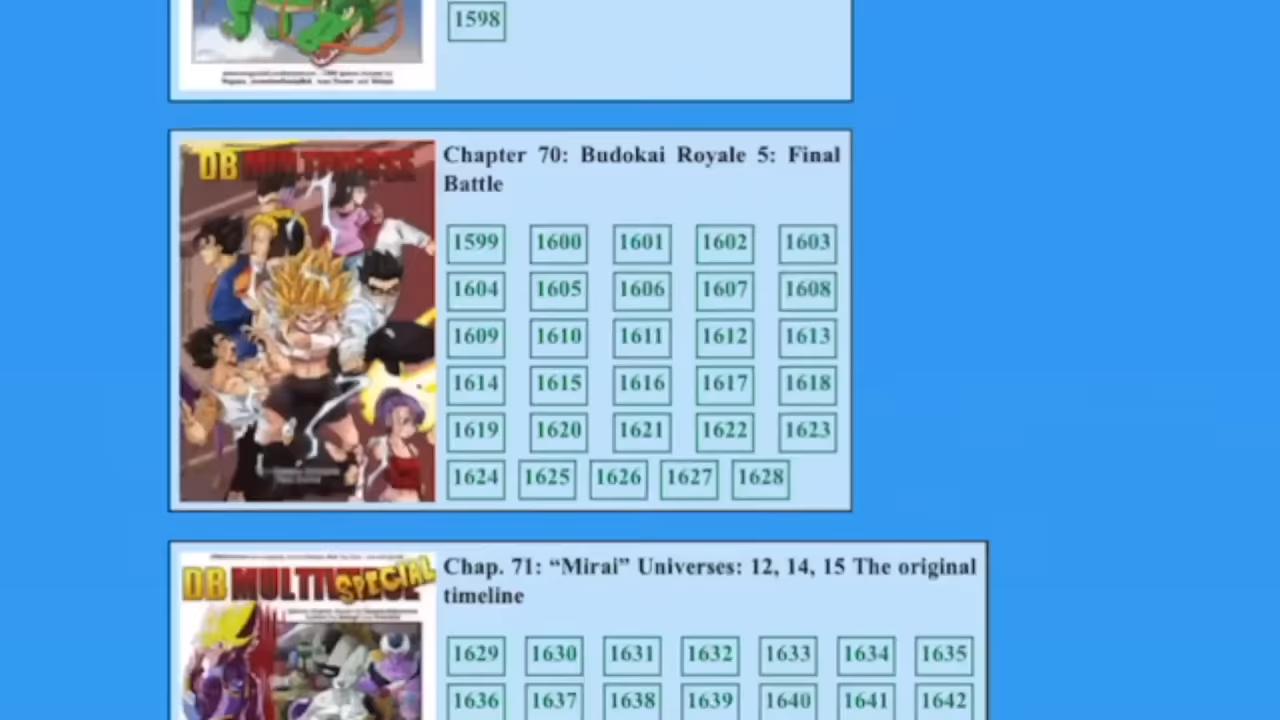 1598
DB MULTIVERSE
Chapter 70: Budokai Royale 5: Final
Battle
1599 1600 1601 1602 1603
1604 1605 1606 1607 1608
1609 1610 1611 1612 1613
1614 1615 1616 1617 1618
1619 1620 1621 1622 1623
1624 1625 1626 1627 1628
DB MULTIVERSE SPECIAL
Chap. 71: “Mirai” Universes: 12, 14, 15 The original
timeline
1629 1630 1631 1632 1633 1634 1635
1636 1637 1638 1639 1640 1641 1642